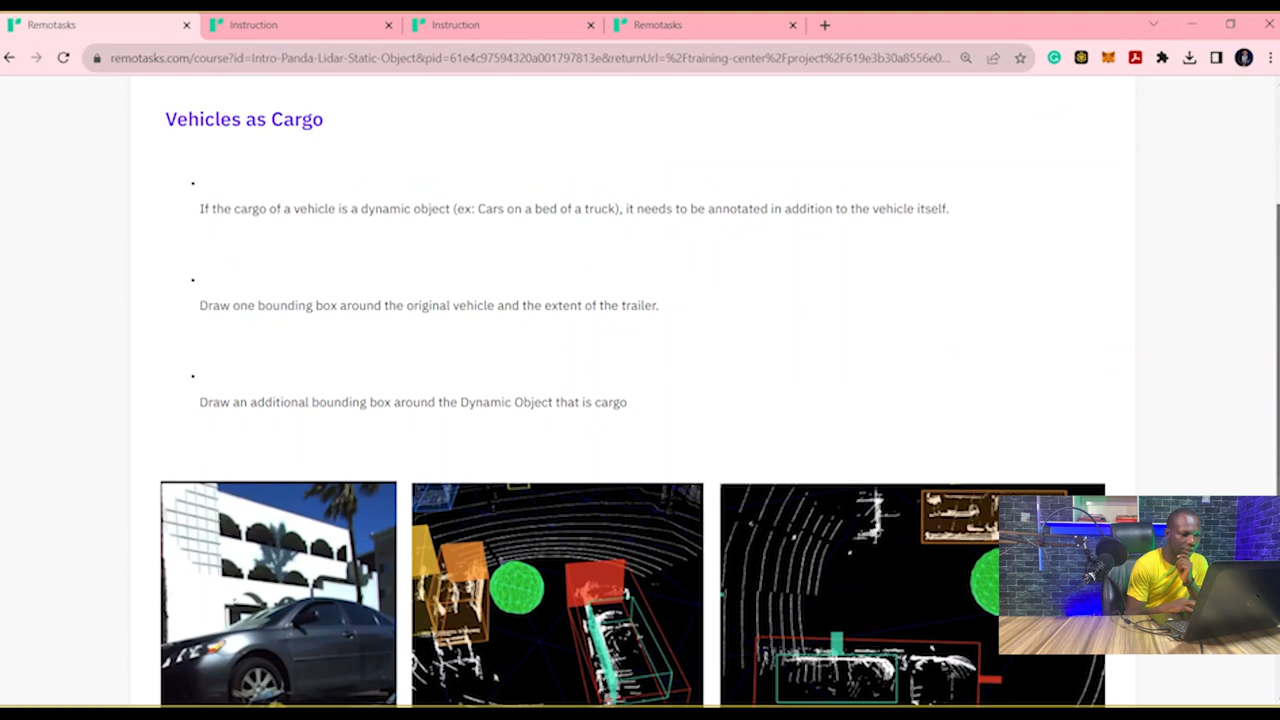 Remotasks
Instruction
Instruction
Remotasks
remotasks.com/course?id=Intro-Panda-Lidar-Static-Object&pid=61e4c97594320a001797813e&returnUrl=%2Ftraining-center%2Fproject%2F619e3b30a8556e0...
Vehicles as Cargo
If the cargo of a vehicle is a dynamic object (ex: Cars on a bed of a truck), it needs to be annotated in addition to the vehicle itself.
Draw one bounding box around the original vehicle and the extent of the trailer.
Draw an additional bounding box around the Dynamic Object that is cargo